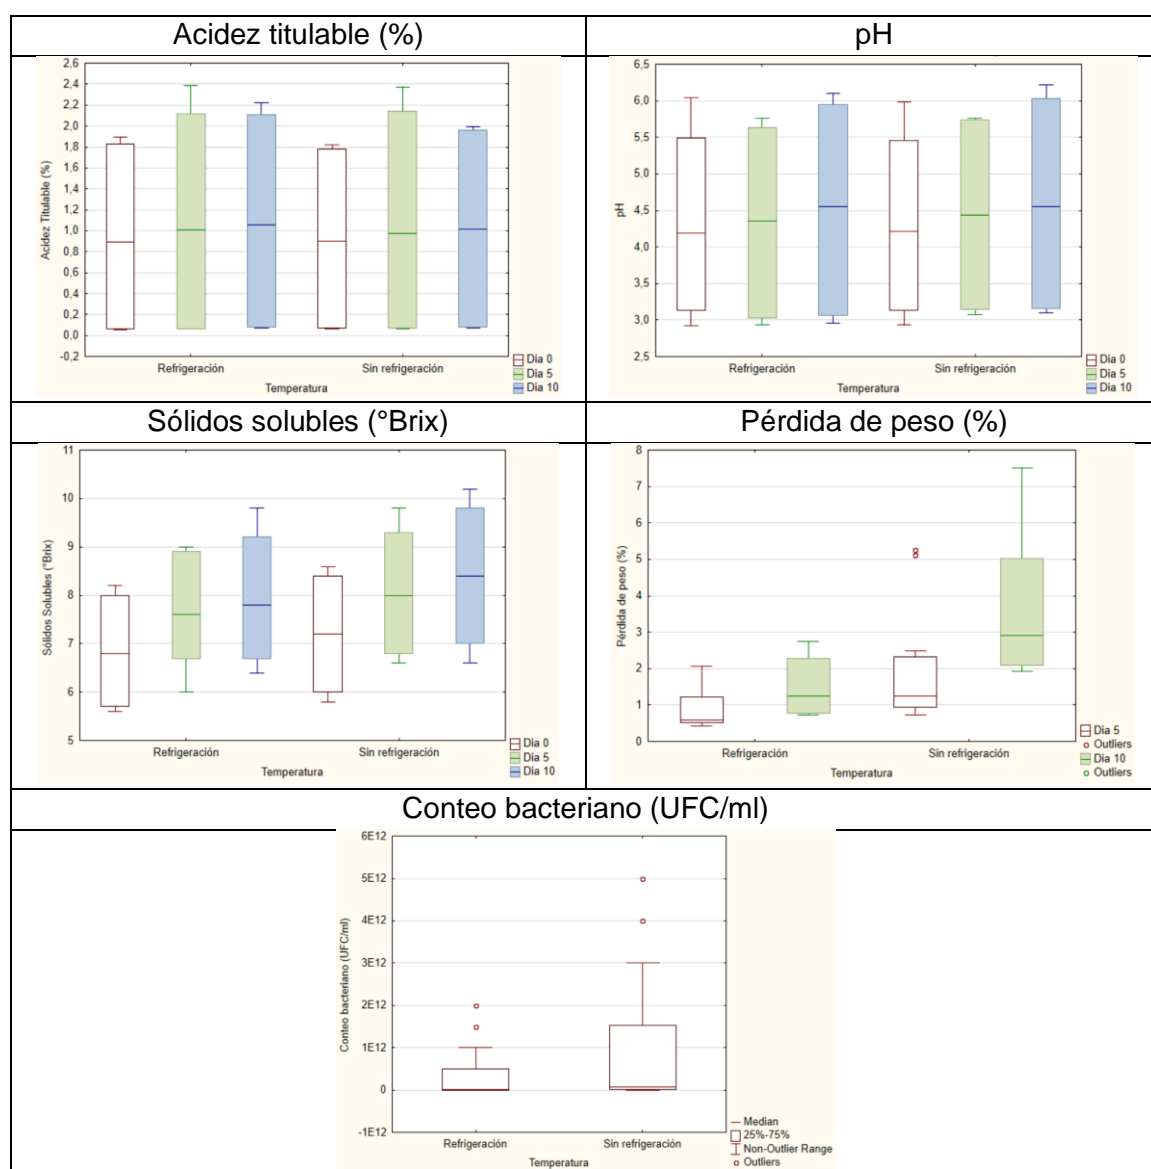 Acidez titulable (%)
pH
2,6
2,4
2,2
2,0
1,8
1,6
1,4
1,2
1,0
0,8
0,6
0,4
0,2
0,0
-0,2
Acidez Titulable (%)
Refrigeración
Sin refrigeración
Temperatura
Dia 0
Dia 5
Dia 10
6,5
6,0
5,5
5,0
4,5
4,0
3,5
3,0
2,5
pH
Refrigeración
Sin refrigeración
Temperatura
Dia 0
Dia 5
Dia 10
Sólidos solubles (°Brix)
Pérdida de peso (%)
11
10
9
8
7
6
5
Sólidos Solubles (°Brix)
Refrigeración
Sin refrigeración
Temperatura
Dia 0
Dia 5
Dia 10
8
7
6
5
4
3
2
1
0
Pérdida de peso (%)
Refrigeración
Sin refrigeración
Temperatura
Dia 5
Outliers
Dia 10
Outliers
Conteo bacteriano (UFC/ml)
6E12
5E12
4E12
3E12
2E12
1E12
0
-1E12
Conteo bacteriano (UFC/ml)
Refrigeración
Sin refrigeración
Temperatura
Median
25%-75%
Non-Outlier Range
Outliers